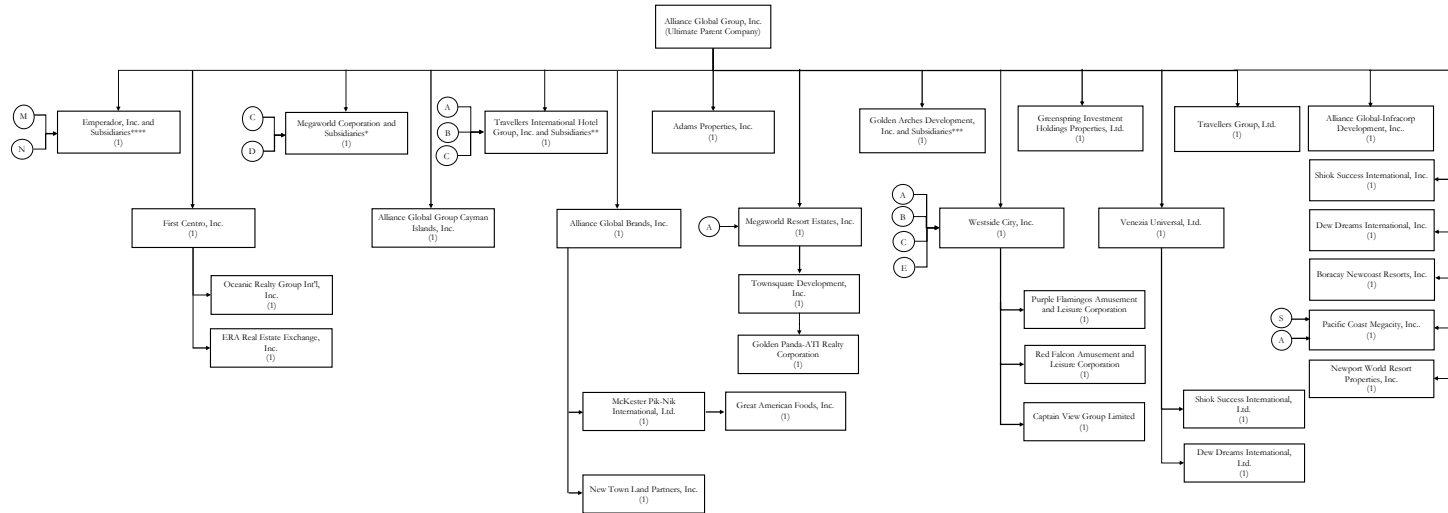 Alliance Global Group, Inc.
(Ultimate Parent Company)
M
N
Emperador, Inc. and
Subsidiaries****
(1)
C
D
Megaworld Corporation and
Subsidiaries*
(1)
A
B
C
Travellers International Hotel
Group, Inc. and Subsidiaries**
(1)
Adams Properties, Inc.
(1)
Golden Arches Development,
Inc. and Subsidiaries***
(1)
Greenspring Investment
Holdings Properties, Ltd.
(1)
Travellers Group, Ltd.
(1)
Alliance Global-Infracorp
Development, Inc..
(1)
First Centro, Inc.
(1)
Alliance Global Group Cayman
Islands, Inc.
(1)
Alliance Global Brands, Inc.
(1)
A
Megaworld Resort Estates, Inc.
(1)
A
B
C
E
Westside City, Inc.
(1)
Venezia Universal, Ltd.
(1)
Shiok Success International, Inc.
(1)
Dew Dreams International, Inc.
(1)
Boracay Newcoast Resorts, Inc.
(1)
S
A
Pacific Coast Megacity, Inc..
(1)
Newport World Resort
Properties, Inc.
(1)
Oceanic Realty Group Int'l,
Inc.
(1)
ERA Real Estate Exchange,
Inc.
(1)
Townsquare Development,
Inc.
(1)
Golden Panda-ATI Realty
Corporation
(1)
Purple Flamingos Amusement
and Leisure Corporation
(1)
Red Falcon Amusement and
Leisure Corporation
(1)
Captain View Group Limited
(1)
McKester Pik-Nik
International, Ltd.
(1)
Great American Foods, Inc.
(1)
New Town Land Partners, Inc.
(1)
Shiok Success International,
Ltd.
(1)
Dew Dreams International,
Ltd.
(1)